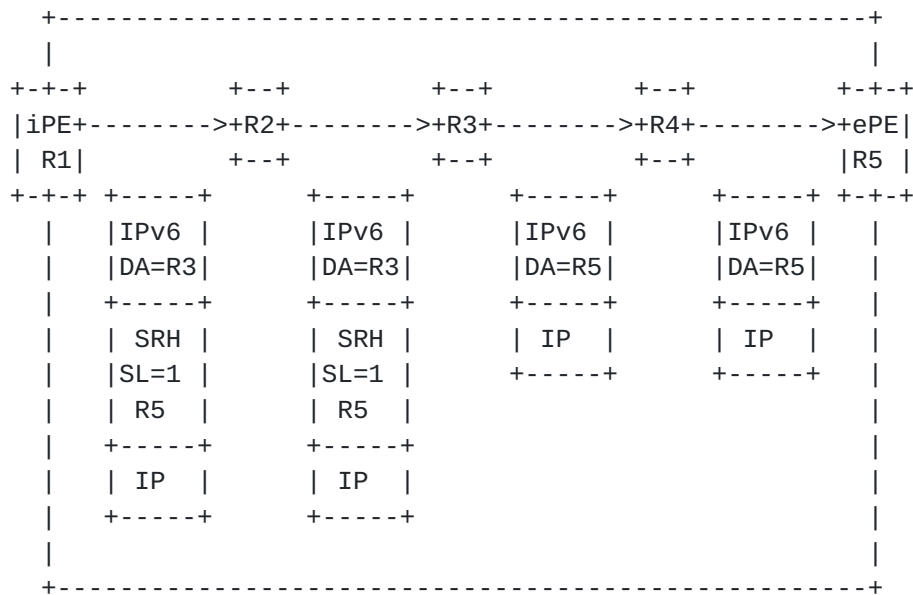 +-----------------------------------------------------+
|                                                     |
+-+-+         +--+         +--+         +--+         +-+-+
|iPE+-------->+R2+-------->+R3+-------->+R4+-------->+ePE|
| R1|         +--+         +--+         +--+         |R5 |
+-+-+ +-----+      +-----+      +-----+      +-----+ +-+-+
|   |IPv6 |      |IPv6 |      |IPv6 |      |IPv6 |   |
|   |DA=R3|      |DA=R3|      |DA=R5|      |DA=R5|   |
|   +-----+      +-----+      +-----+      +-----+   |
|   | SRH |      | SRH |      | IP  |      | IP  |   |
|   |SL=1 |      |SL=1 |      +-----+      +-----+   |
|   | R5  |      | R5  |                             |
|   +-----+      +-----+                             |
|   | IP  |      | IP  |                             |
|   +-----+      +-----+                             |
|                                                     |
+-----------------------------------------------------+